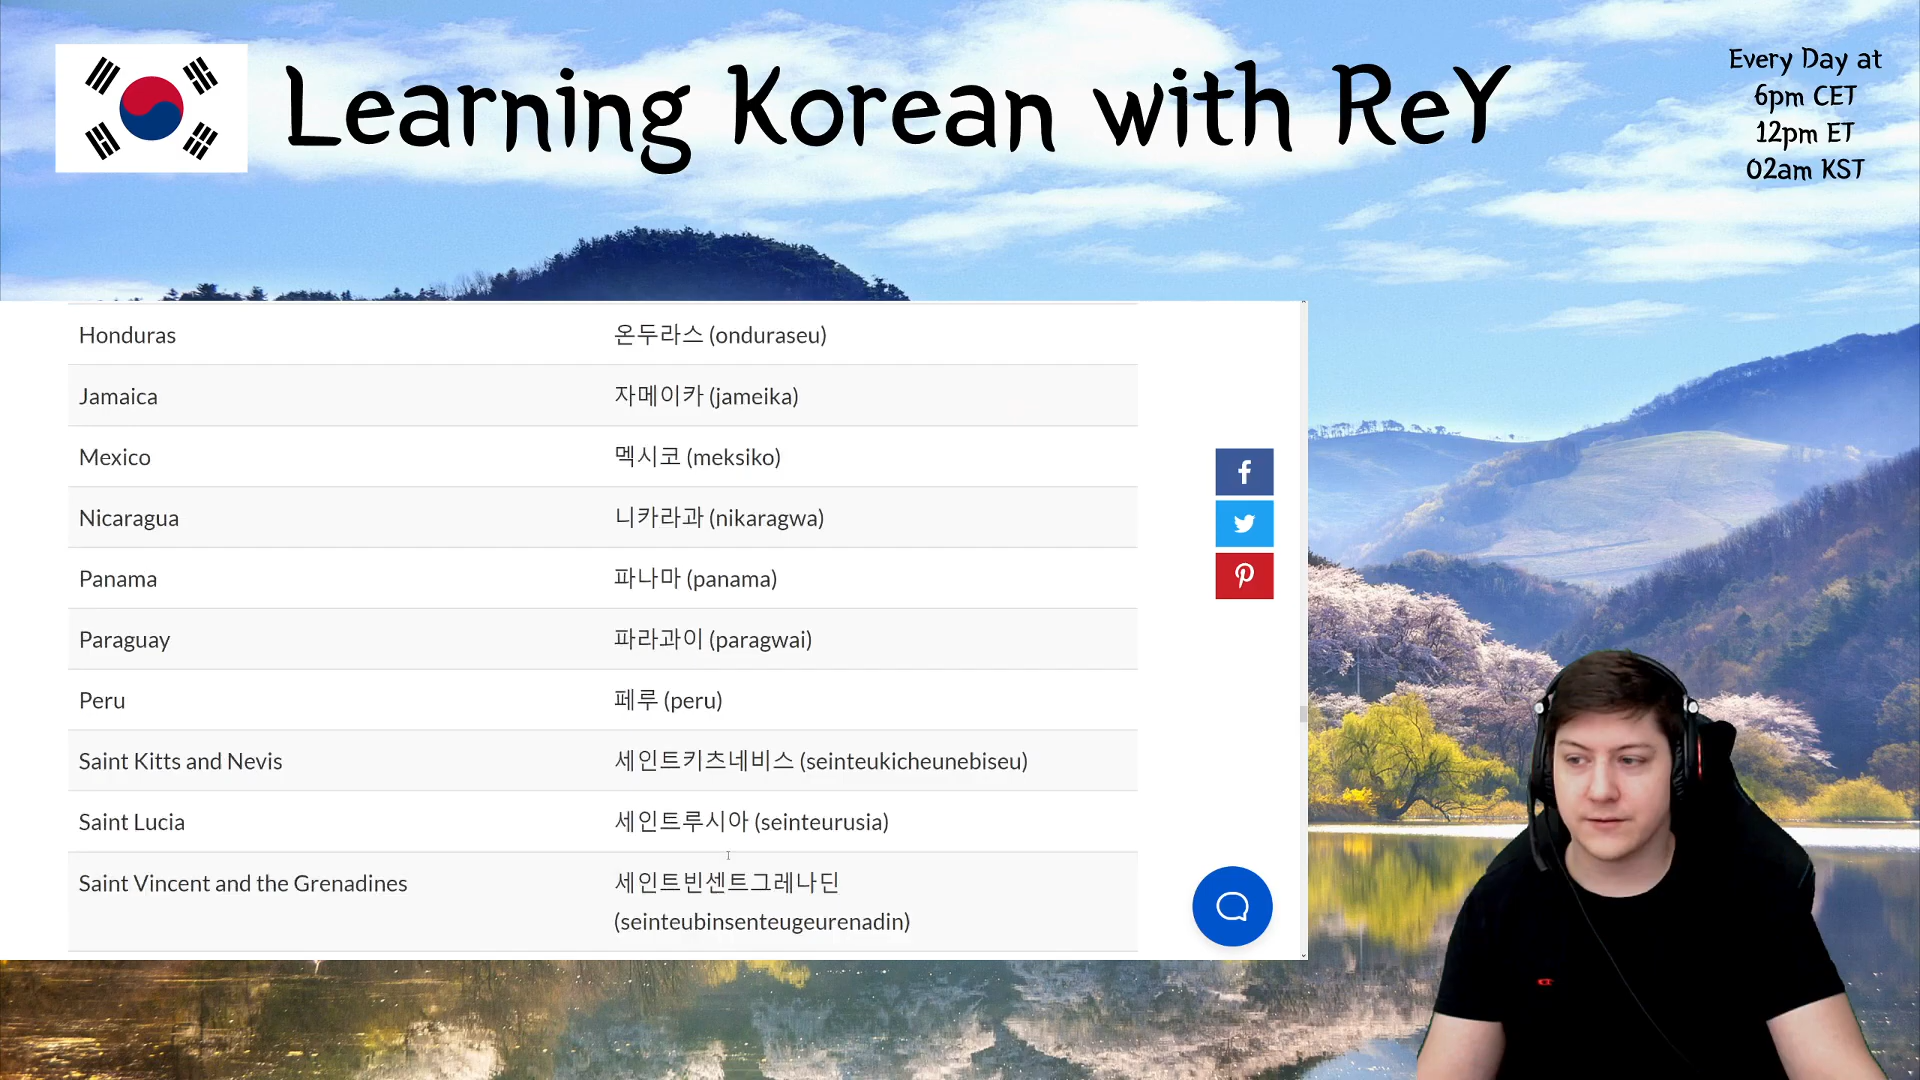 Learning Korean with ReY
Every Day at
6pm CET
12pm ET
02am KST
Honduras 온두라스 (onduraseu)
Jamaica 자메이카 (jameika)
Mexico 멕시코 (meksiko)
Nicaragua 니카라과 (nikaragwa)
Panama 파나마 (panama)
Paraguay 파라과이 (paragwai)
Peru 페루 (peru)
Saint Kitts and Nevis 세인트키츠네비스 (seinteukicheunebiseu)
Saint Lucia 세인트루시아 (seinteurusia)
Saint Vincent and the Grenadines 세인트빈센트그레나딘
(seinteubinsenteugeurenadin)